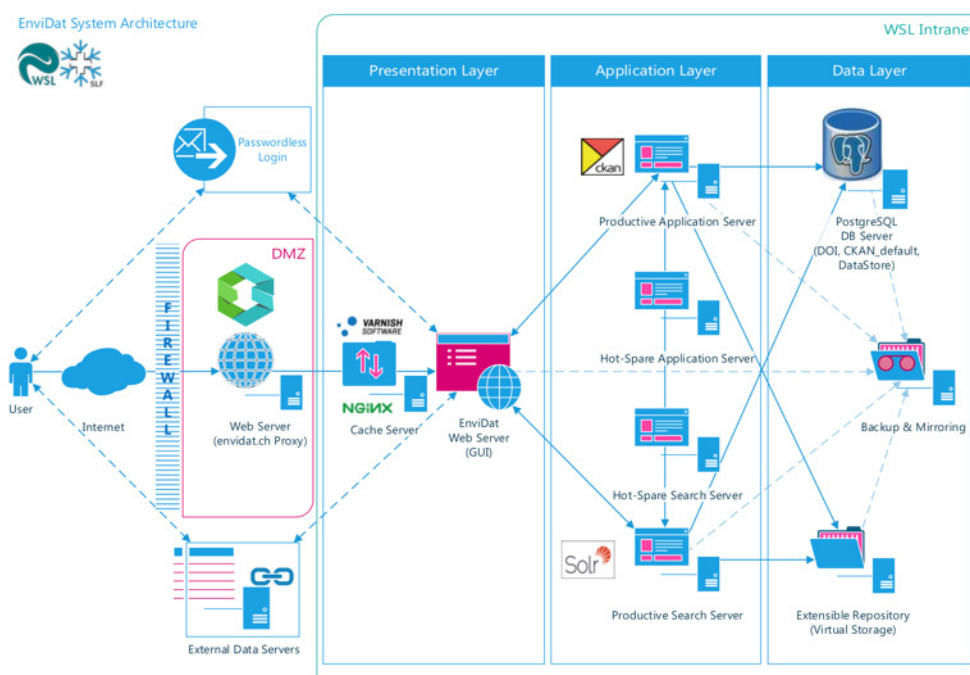 EnviDat System Architecture
WSL
SLF
WSL Intranet
Presentation Layer
Application Layer
Data Layer
Passwordless
Login
DMZ
FIREWALL
User
Internet
Web Server
(envidat.ch Proxy)
VARNISH
SOFTWARE
NGINX
Cache Server
EnviDat
Web Server
(GUI)
ckan
Productive Application Server
Hot-Spare Application Server
Hot-Spare Search Server
Solr
Productive Search Server
PostgreSQL
DB Server
(DOI, CKAN_default,
DataStore)
Backup & Mirroring
Extensible Repository
(Virtual Storage)
External Data Servers